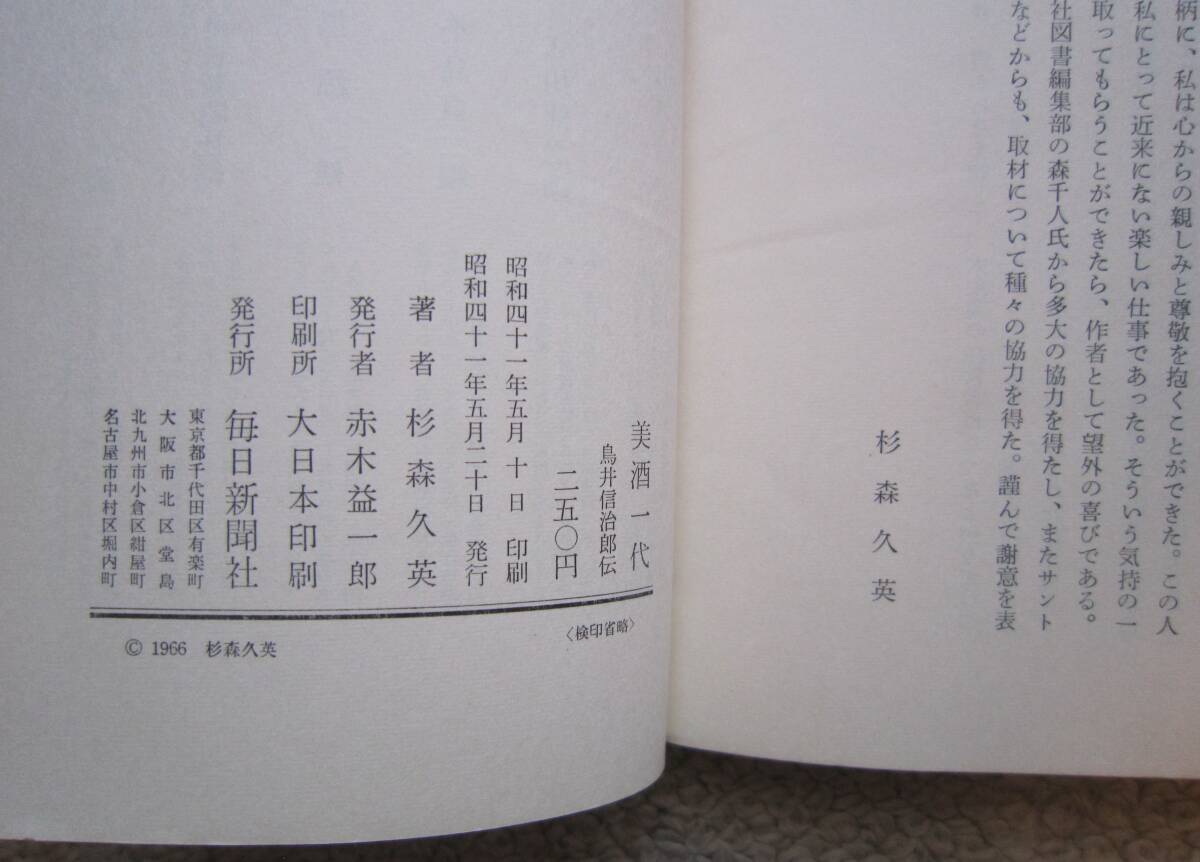 柄に、私は心からの親しみと尊敬を抱くことができた。この人
私にとって近来にない楽しい仕事であった。そういう気持の一
取ってもらうことができたら、作者として望外の喜びである。
社図書編集部の森千人氏から多大の協力を得たし、またサント
などからも、取材について種々の協力を得た。謹んで謝意を表
杉森久英
美酒一代
鳥井信治郎伝
二五〇円
昭和四十一年五月十日 印刷
昭和四十一年五月二十日 発行
著者 杉森久英
発行者 赤木益一郎
印刷所 大日本印刷
発行所 毎日新聞社
東京都千代田区有楽町
大阪市北区堂島
北九州市小倉区紺屋町
名古屋市中村区堀内町
〈検印省略〉
© 1966 杉森久英